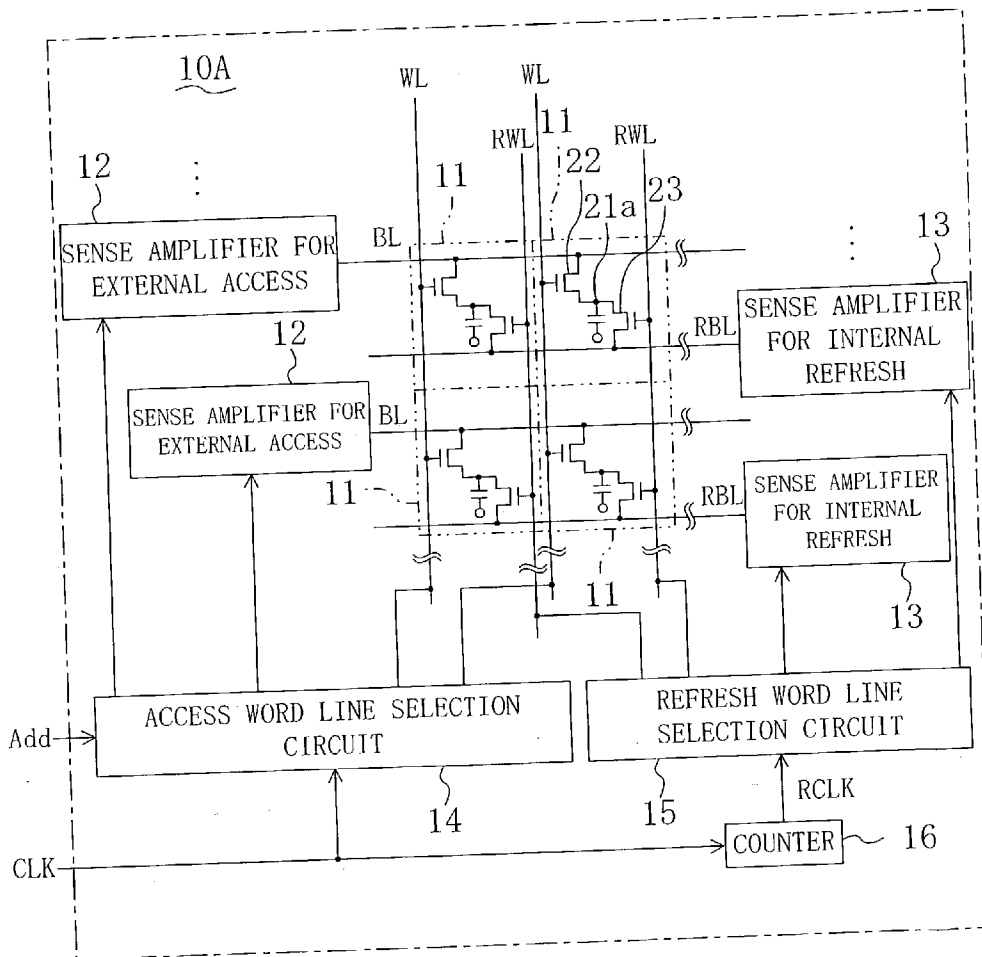 10A
WL
WL
RWL
11
RWL
12
11
22
21a
23
SENSE AMPLIFIER FOR
EXTERNAL ACCESS
BL
13
SENSE AMPLIFIER
FOR INTERNAL
REFRESH
RBL
12
SENSE AMPLIFIER FOR
EXTERNAL ACCESS
BL
11
RBL
SENSE AMPLIFIER
FOR INTERNAL
REFRESH
11
13
Add
ACCESS WORD LINE SELECTION
CIRCUIT
REFRESH WORD LINE
SELECTION CIRCUIT
14
15
RCLK
CLK
COUNTER
16